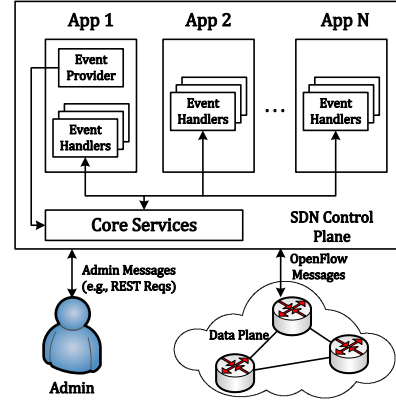 App 1
App 2
App N
Event
Provider
Event
Handlers
Event
Handlers
...
Event
Handlers
Core Services
SDN Control
Plane
Admin Messages
(e.g., REST Reqs)
OpenFlow
Messages
Data Plane
Admin